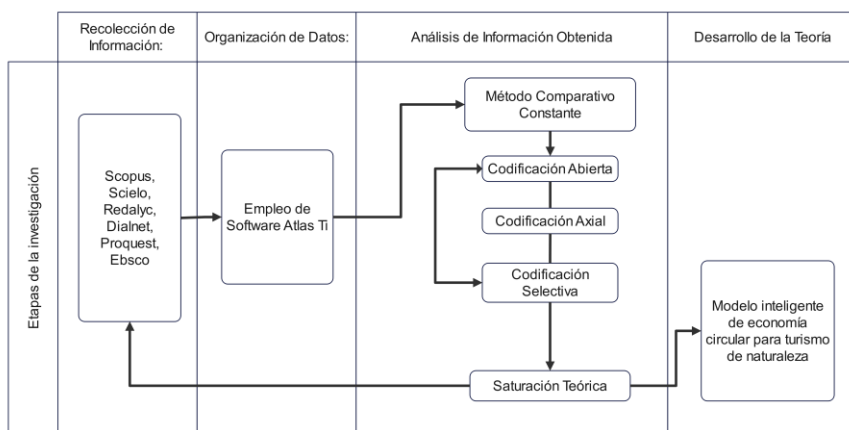 Recolección de
Información:
Organización de Datos:
Análisis de Información Obtenida
Desarrollo de la Teoría
Etapas de la investigación
Scopus,
Scielo,
Redalyc,
Dialnet,
Proquest,
Ebsco
Empleo de
Software Atlas Ti
Método Comparativo
Constante
Codificación Abierta
Codificación Axial
Codificación
Selectiva
Saturación Teórica
Modelo inteligente
de economía
circular para turismo
de naturaleza